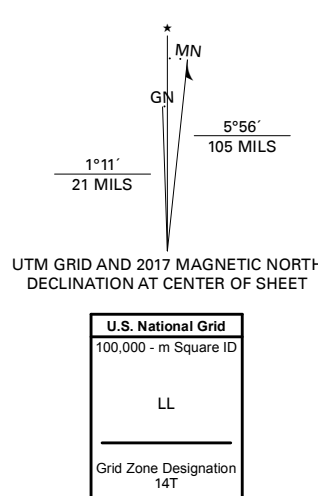 ★
MN
GN
5°56´
105 MILS
1°11´
21 MILS
UTM GRID AND 2017 MAGNETIC NORTH
DECLINATION AT CENTER OF SHEET
U.S. National Grid
100,000 - m Square ID
LL
Grid Zone Designation
14T